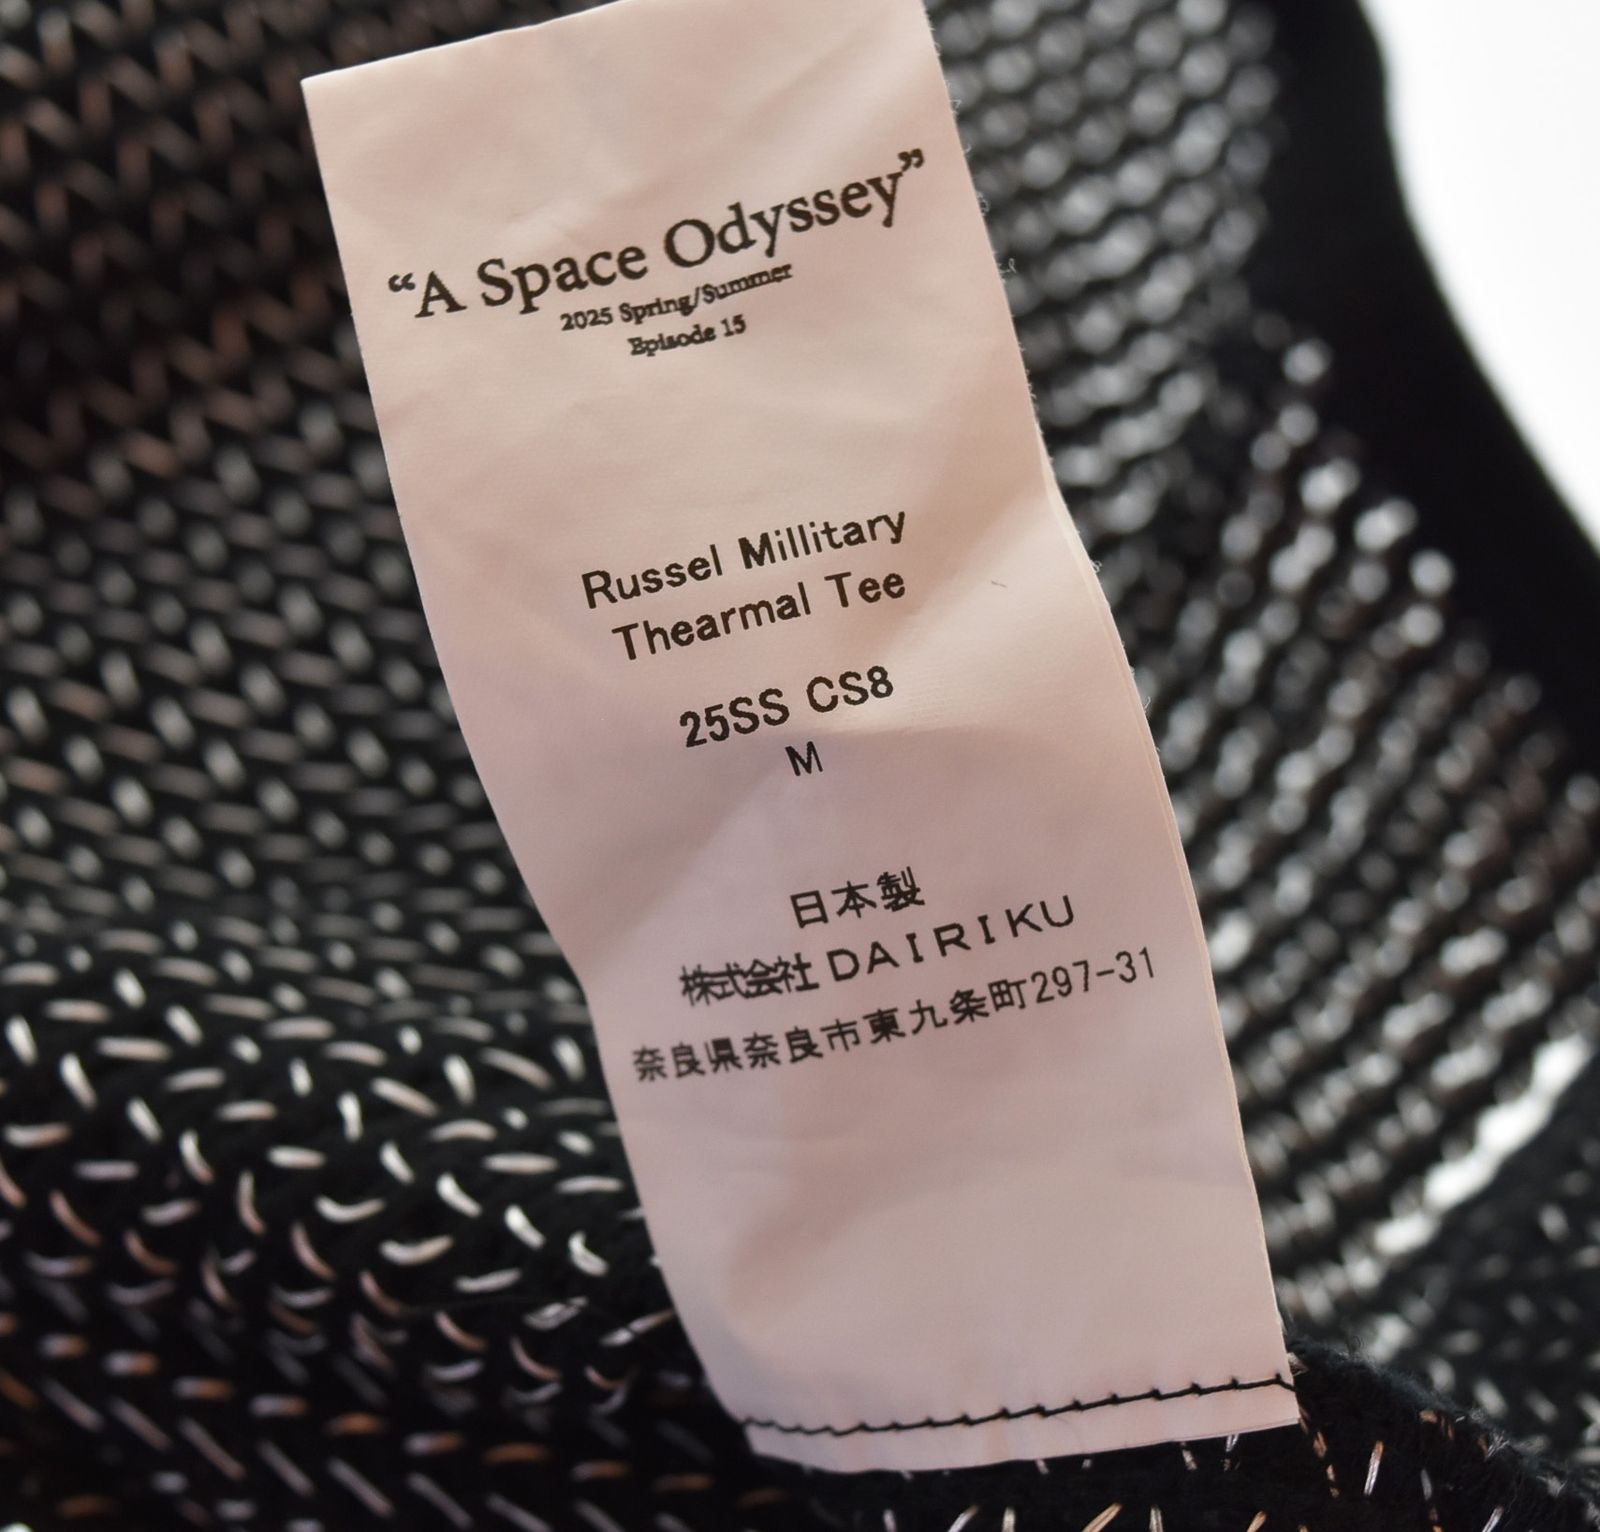 “A Space Odyssey”
2025 Spring/Summer
Episode 15
Russel Millitary
Thearmal Tee
25SS CS8
M
日本製
株式会社 DAIRIKU
奈良県奈良市東九条町297-31